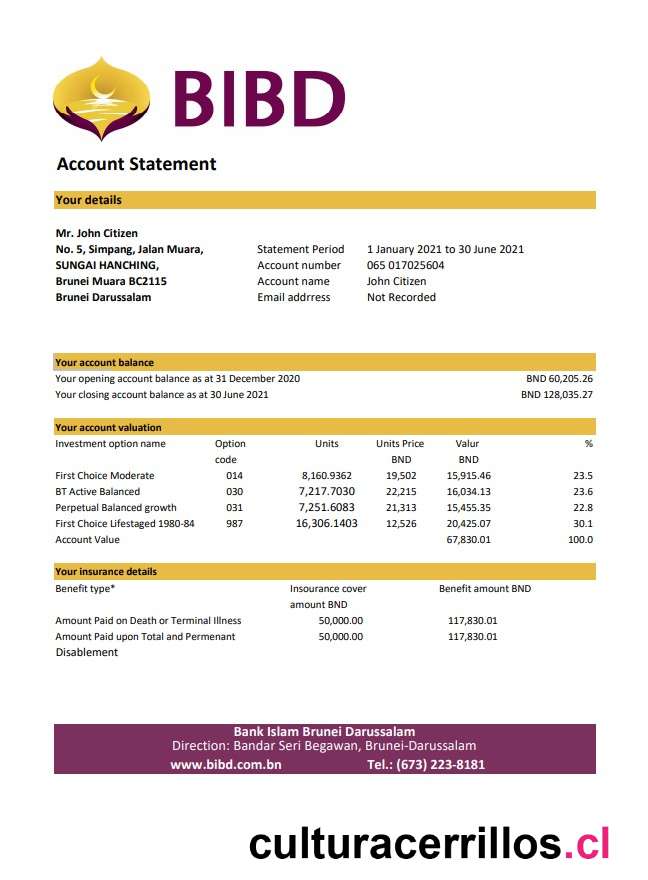 BIBD
Account Statement
Your details
Mr. John Citizen
No. 5, Simpang, Jalan Muara, Statement Period 1 January 2021 to 30 June 2021
SUNGAI HANCHING, Account number 065 017025604
Brunei Muara BC2115 Account name John Citizen
Brunei Darussalam Email addrress Not Recorded
Your account balance
Your opening account balance as at 31 December 2020 BND 60,205.26
Your closing account balance as at 30 June 2021 BND 128,035.27
Your account valuation
Investment option name Option Units Units Price Valur %
code BND BND
First Choice Moderate 014 8,160.9362 19,502 15,915.46 23.5
BT Active Balanced 030 7,217.7030 22,215 16,034.13 23.6
Perpetual Balanced growth 031 7,251.6083 21,313 15,455.35 22.8
First Choice Lifestaged 1980-84 987 16,306.1403 12,526 20,425.07 30.1
Account Value 67,830.01 100.0
Your insurance details
Benefit type* Insourance cover Benefit amount BND
amount BND
Amount Paid on Death or Terminal Illness 50,000.00 117,830.01
Amount Paid upon Total and Permenant 50,000.00 117,830.01
Disablement
Bank Islam Brunei Darussalam
Direction: Bandar Seri Begawan, Brunei-Darussalam
www.bibd.com.bn Tel.: (673) 223-8181
culturacerrillos.cl